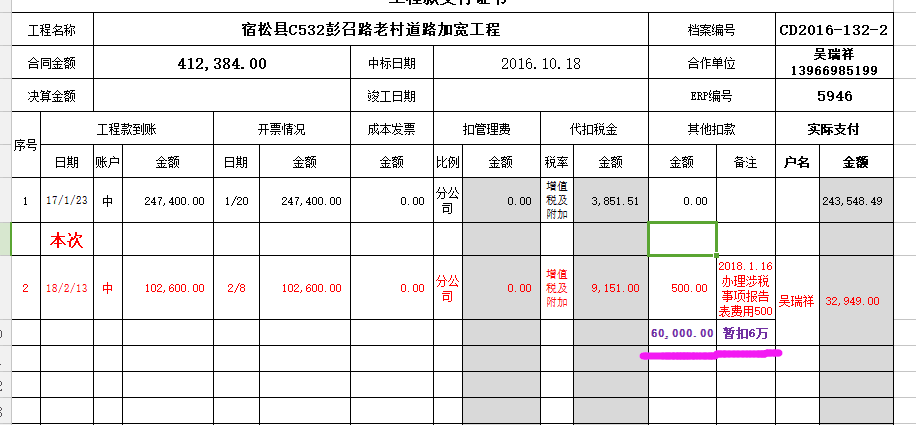 工程款支付证书
工程名称 宿松县C532彭召路老村道路加宽工程 档案编号 CD2016-132-2
合同金额 412,384.00 中标日期 2016.10.18 合作单位 吴瑞祥
13966985199
决算金额 竣工日期 ERP编号 5946
序号 工程款到账 开票情况 成本发票 扣管理费 代扣税金 其他扣款 实际支付
日期 账户 金额 日期 金额 金额 比例 金额 税率 金额 金额 备注 户名 金额
1 17/1/23 中 247,400.00 1/20 247,400.00 0.00 分公司 0.00 增值税及附加 3,851.51 0.00 243,548.49
本次
2 18/2/13 中 102,600.00 2/8 102,600.00 0.00 分公司 0.00 增值税及附加 9,151.00 500.00 2018.1.16
办理涉税
事项报告
表费用500 吴瑞祥 32,949.00
60,000.00 暂扣6万